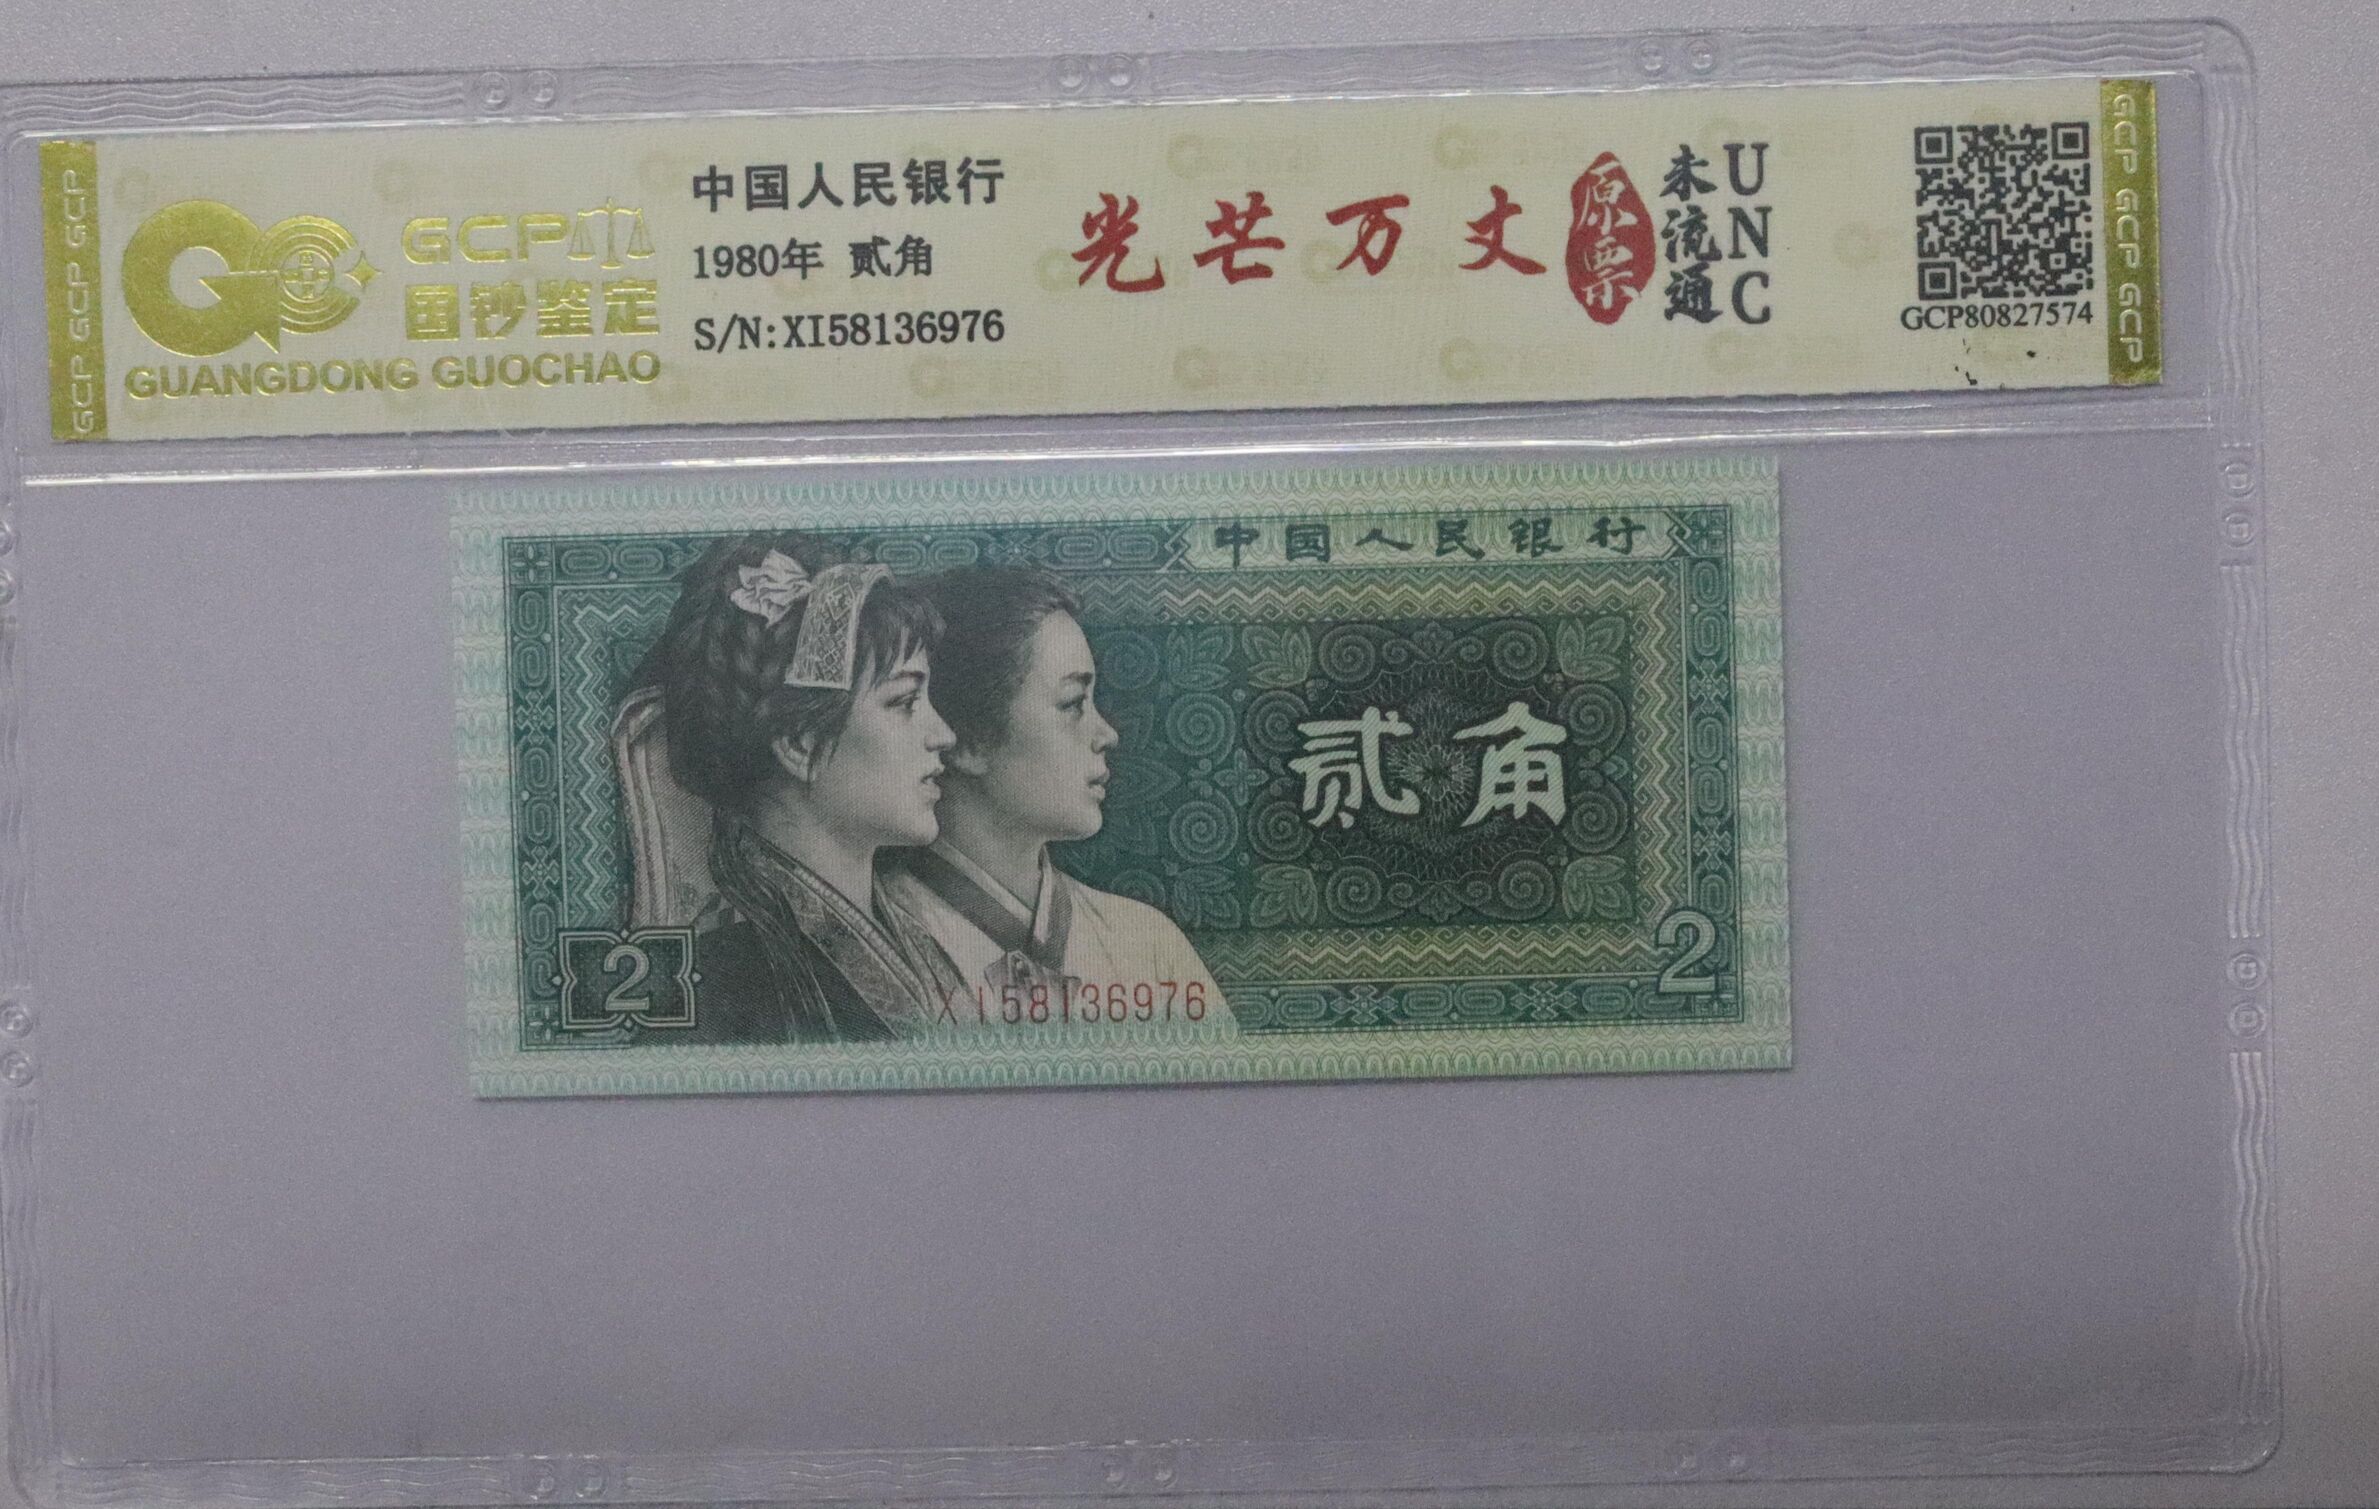 GCP GCP GCP
GCP
国钞鉴定
GUANGDONG GUOCHAO
中国人民银行
1980年 贰角
S/N:XI58136976
光芒万丈
原票
未流通
UNC
GCP80827574
GCP GCP GCP
中国人民银行
贰角
2
2
XI58136976